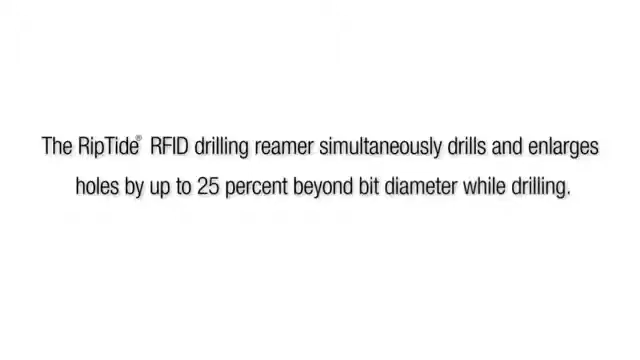 The RipTide® RFID drilling reamer simultaneously drills and enlarges
holes by up to 25 percent beyond bit diameter while drilling.